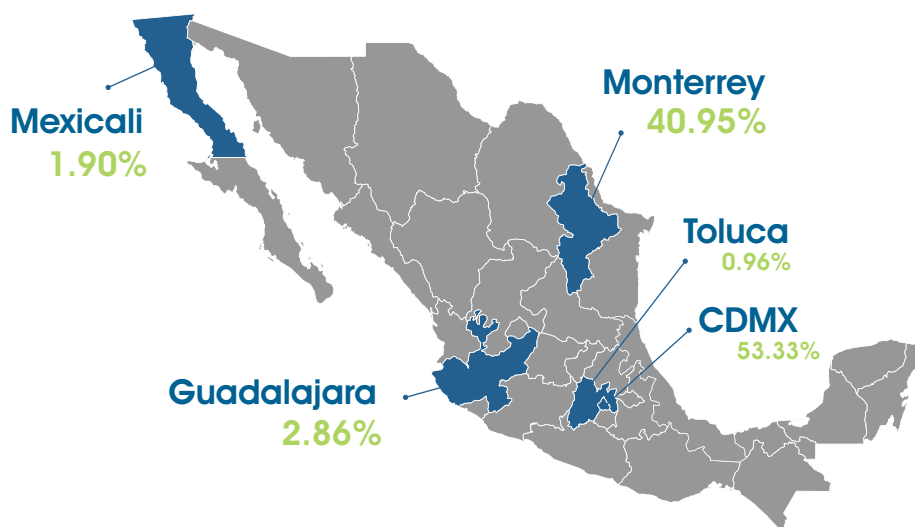 Monterrey
40.95%
Mexicali
1.90%
Toluca
0.96%
CDMX
53.33%
Guadalajara
2.86%